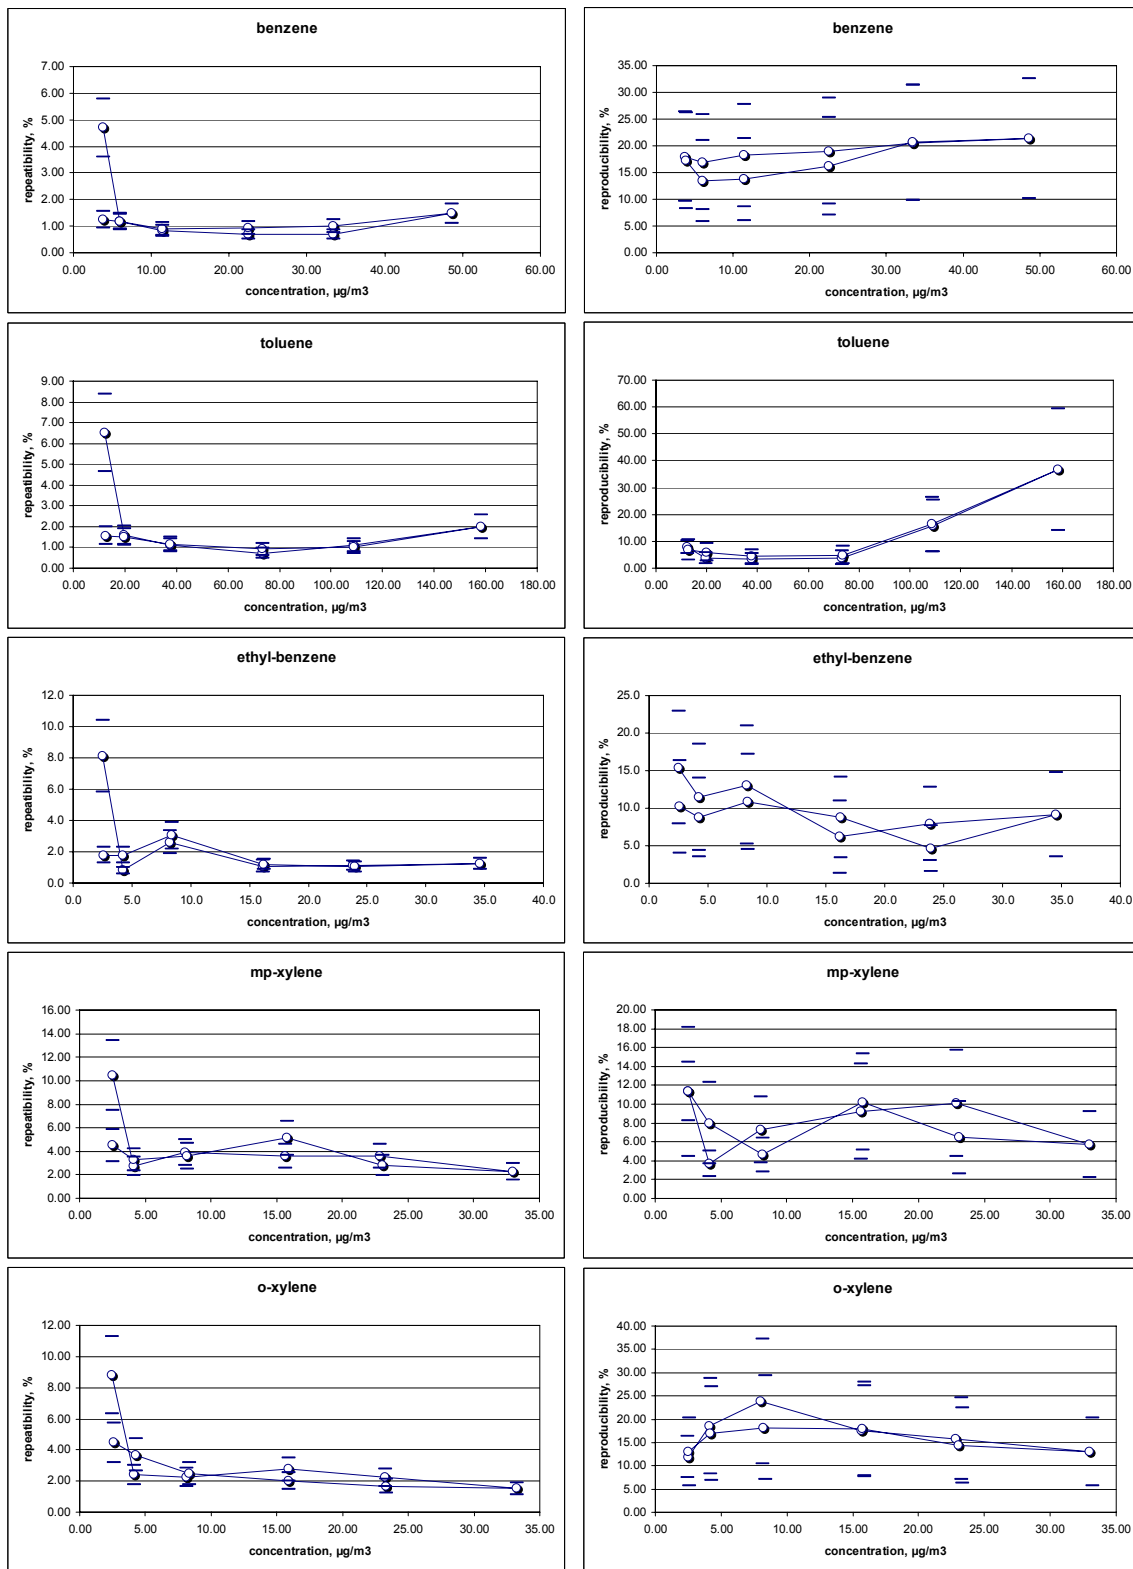 benzene
7.00
6.00
5.00
4.00
3.00
2.00
1.00
0.00
repeatibility, %
0.00 10.00 20.00 30.00 40.00 50.00 60.00
concentration, µg/m3
benzene
35.00
30.00
25.00
20.00
15.00
10.00
5.00
0.00
reproducibility, %
0.00 10.00 20.00 30.00 40.00 50.00 60.00
concentration, µg/m3
toluene
9.00
8.00
7.00
6.00
5.00
4.00
3.00
2.00
1.00
0.00
repeatibility, %
0.00 20.00 40.00 60.00 80.00 100.00 120.00 140.00 160.00 180.00
concentration, µg/m3
toluene
70.00
60.00
50.00
40.00
30.00
20.00
10.00
0.00
reproducibility, %
0.00 20.00 40.00 60.00 80.00 100.00 120.00 140.00 160.00 180.00
concentration, µg/m3
ethyl-benzene
12.0
10.0
8.0
6.0
4.0
2.0
0.0
repeatibility, %
0.0 5.0 10.0 15.0 20.0 25.0 30.0 35.0 40.0
concentration, µg/m3
ethyl-benzene
25.0
20.0
15.0
10.0
5.0
0.0
reproducibility, %
0.0 5.0 10.0 15.0 20.0 25.0 30.0 35.0 40.0
concentration, µg/m3
mp-xylene
16.00
14.00
12.00
10.00
8.00
6.00
4.00
2.00
0.00
repeatibility, %
0.00 5.00 10.00 15.00 20.00 25.00 30.00 35.00
concentration, µg/m3
mp-xylene
20.00
18.00
16.00
14.00
12.00
10.00
8.00
6.00
4.00
2.00
0.00
reproducibiility, %
0.00 5.00 10.00 15.00 20.00 25.00 30.00 35.00
concentration, µg/m3
o-xylene
12.00
10.00
8.00
6.00
4.00
2.00
0.00
repeatibility, %
0.00 5.00 10.00 15.00 20.00 25.00 30.00 35.00
concentration, µg/m3
o-xylene
40.00
35.00
30.00
25.00
20.00
15.00
10.00
5.00
0.00
reproducibility, %
0.00 5.00 10.00 15.00 20.00 25.00 30.00 35.00
concentration, µg/m3